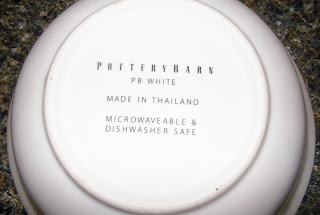 POTTERYBARN
PB WHITE
MADE IN THAILAND
MICROWAVEABLE &
DISHWASHER SAFE